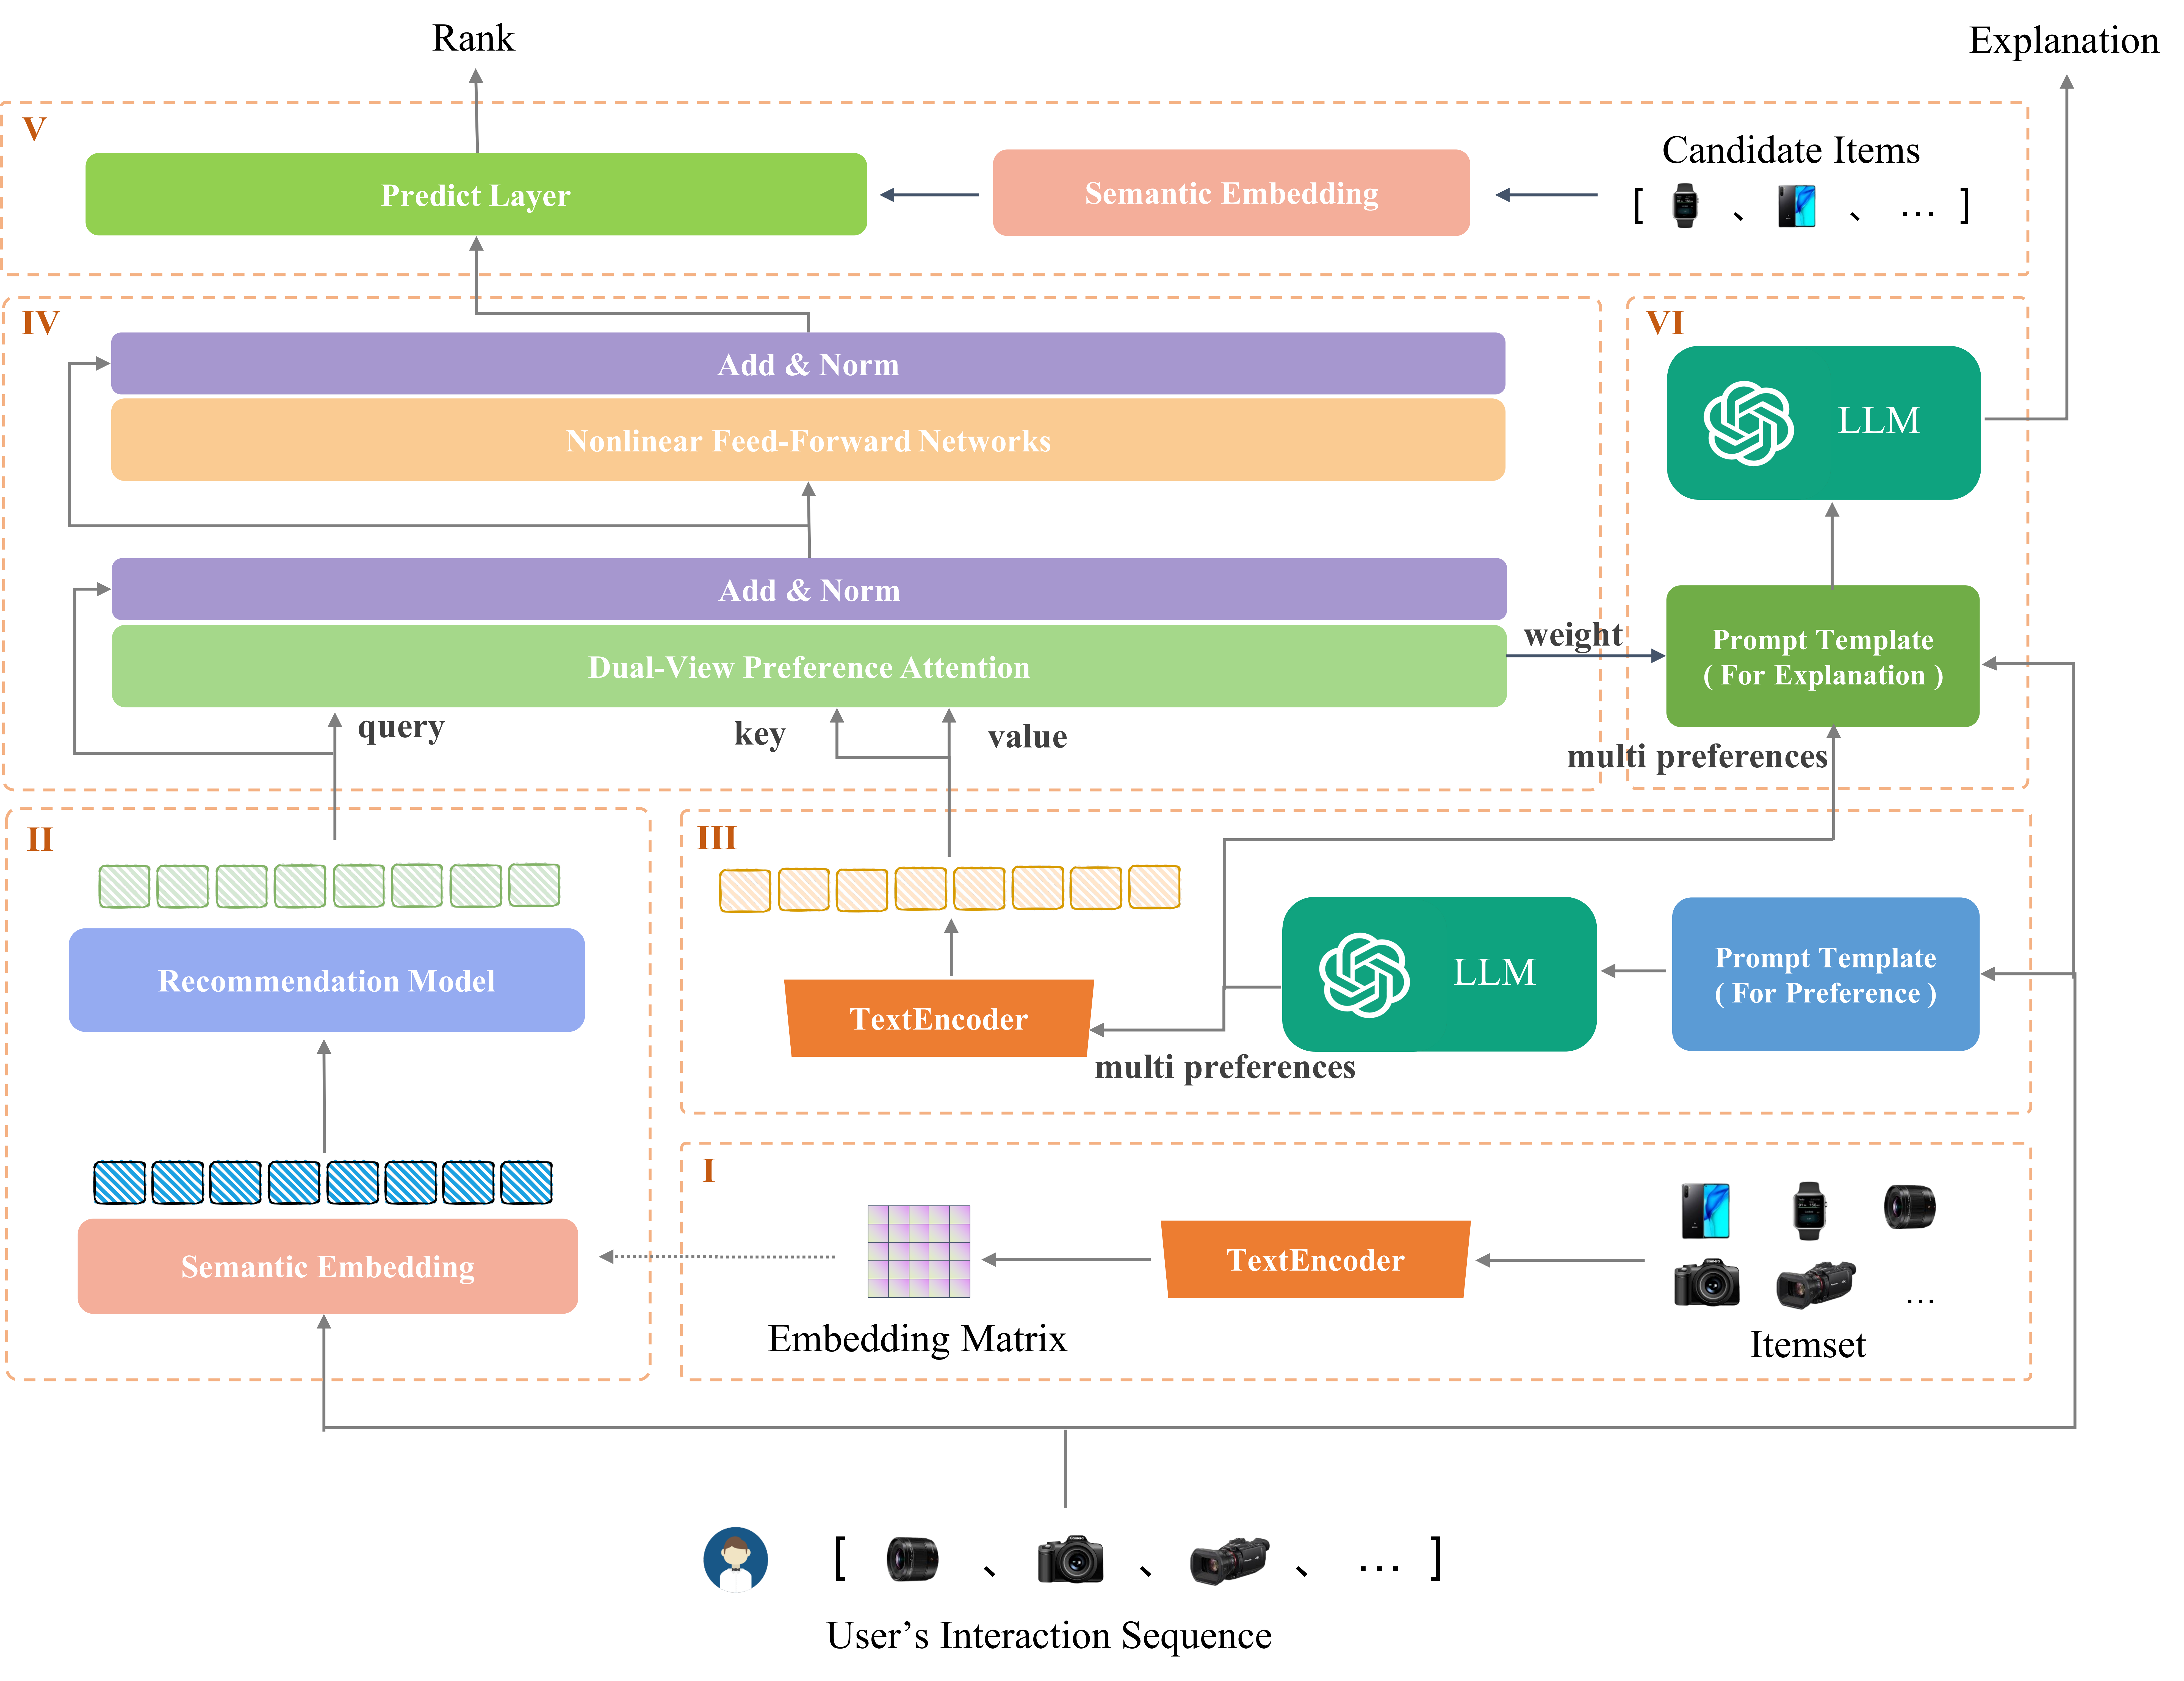 Rank
Explanation
V
Candidate Items
Predict Layer
Semantic Embedding
[ 、 、 … ]
IV
VI
Add & Norm
Nonlinear Feed-Forward Networks
LLM
Add & Norm
Dual-View Preference Attention
weight
Prompt Template
( For Explanation )
query
key
value
multi preferences
II
III
Recommendation Model
TextEncoder
LLM
Prompt Template
( For Preference )
multi preferences
I
Semantic Embedding
TextEncoder
…
Embedding Matrix
Itemset
[ 、 、 、 … ]
User’s Interaction Sequence